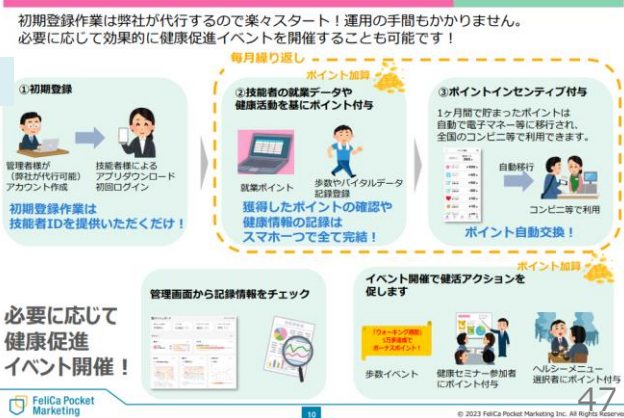 初期登録作業は弊社が代行するので楽々スタート！運用の手間もかかりません。
必要に応じて効果的に健康促進イベントを開催することも可能です！
毎月繰り返し
ポイント加算
①初期登録
管理者様が
（弊社が代行可能）
アカウント作成
技能者様による
アプリダウンロード
初回ログイン
初期登録作業は
技能者IDを提供いただくだけ！
②技能者の就業データや
健康活動を基にポイント付与
就業ポイント
歩数やバイタルデータ
記録登録
獲得したポイントの確認や
健康情報の記録は
スマホ一つで全て完結！
③ポイントインセンティブ付与
1ヶ月間で貯まったポイントは
自動で電子マネー等に移行され、
全国のコンビニ等で利用できます。
自動移行
コンビニ等で利用
ポイント自動交換！
必要に応じて
健康促進
イベント開催！
管理画面から記録情報をチェック
ポイント加算
イベント開催で健活アクションを
促します
歩数イベント
健康セミナー参加者
にポイント付与
ヘルシーメニュー
選択者にポイント付与
FeliCa Pocket
Marketing
10
47
© 2023 FeliCa Pocket Marketing Inc. All Rights Reserve